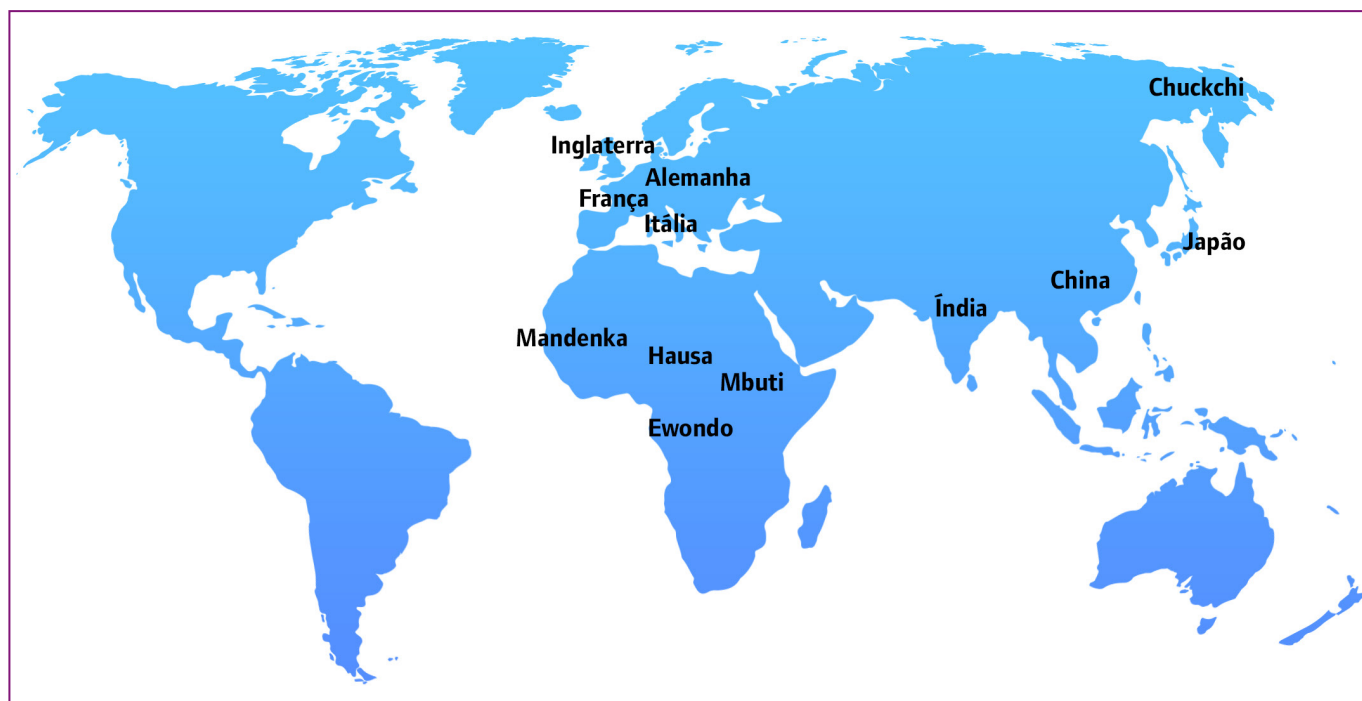 Chuckchi
Inglaterra
Alemanha
França
Itália
Japão
China
Índia
Mandenka
Hausa
Mbuti
Ewondo